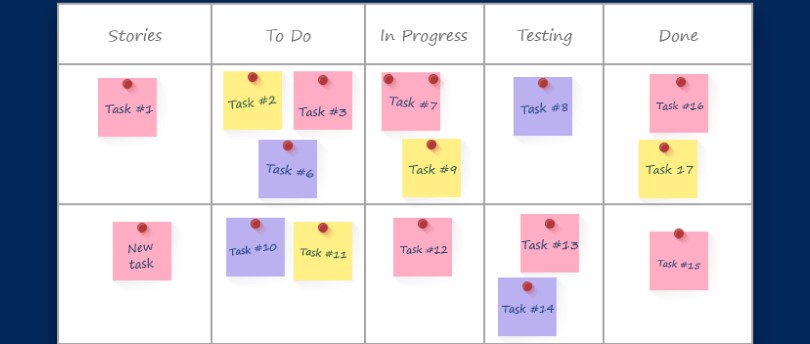 Stories
To Do
In Progress
Testing
Done
Task #1
Task #2
Task #3
Task #6
Task #7
Task #9
Task #8
Task #16
Task 17
New
task
Task #10
Task #11
Task #12
Task #13
Task #14
Task #15